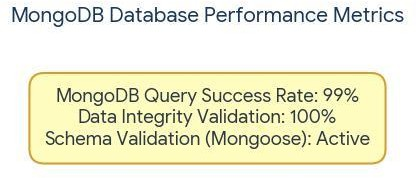 MongoDB Database Performance Metrics
MongoDB Query Success Rate: 99%
Data Integrity Validation: 100%
Schema Validation (Mongoose): Active